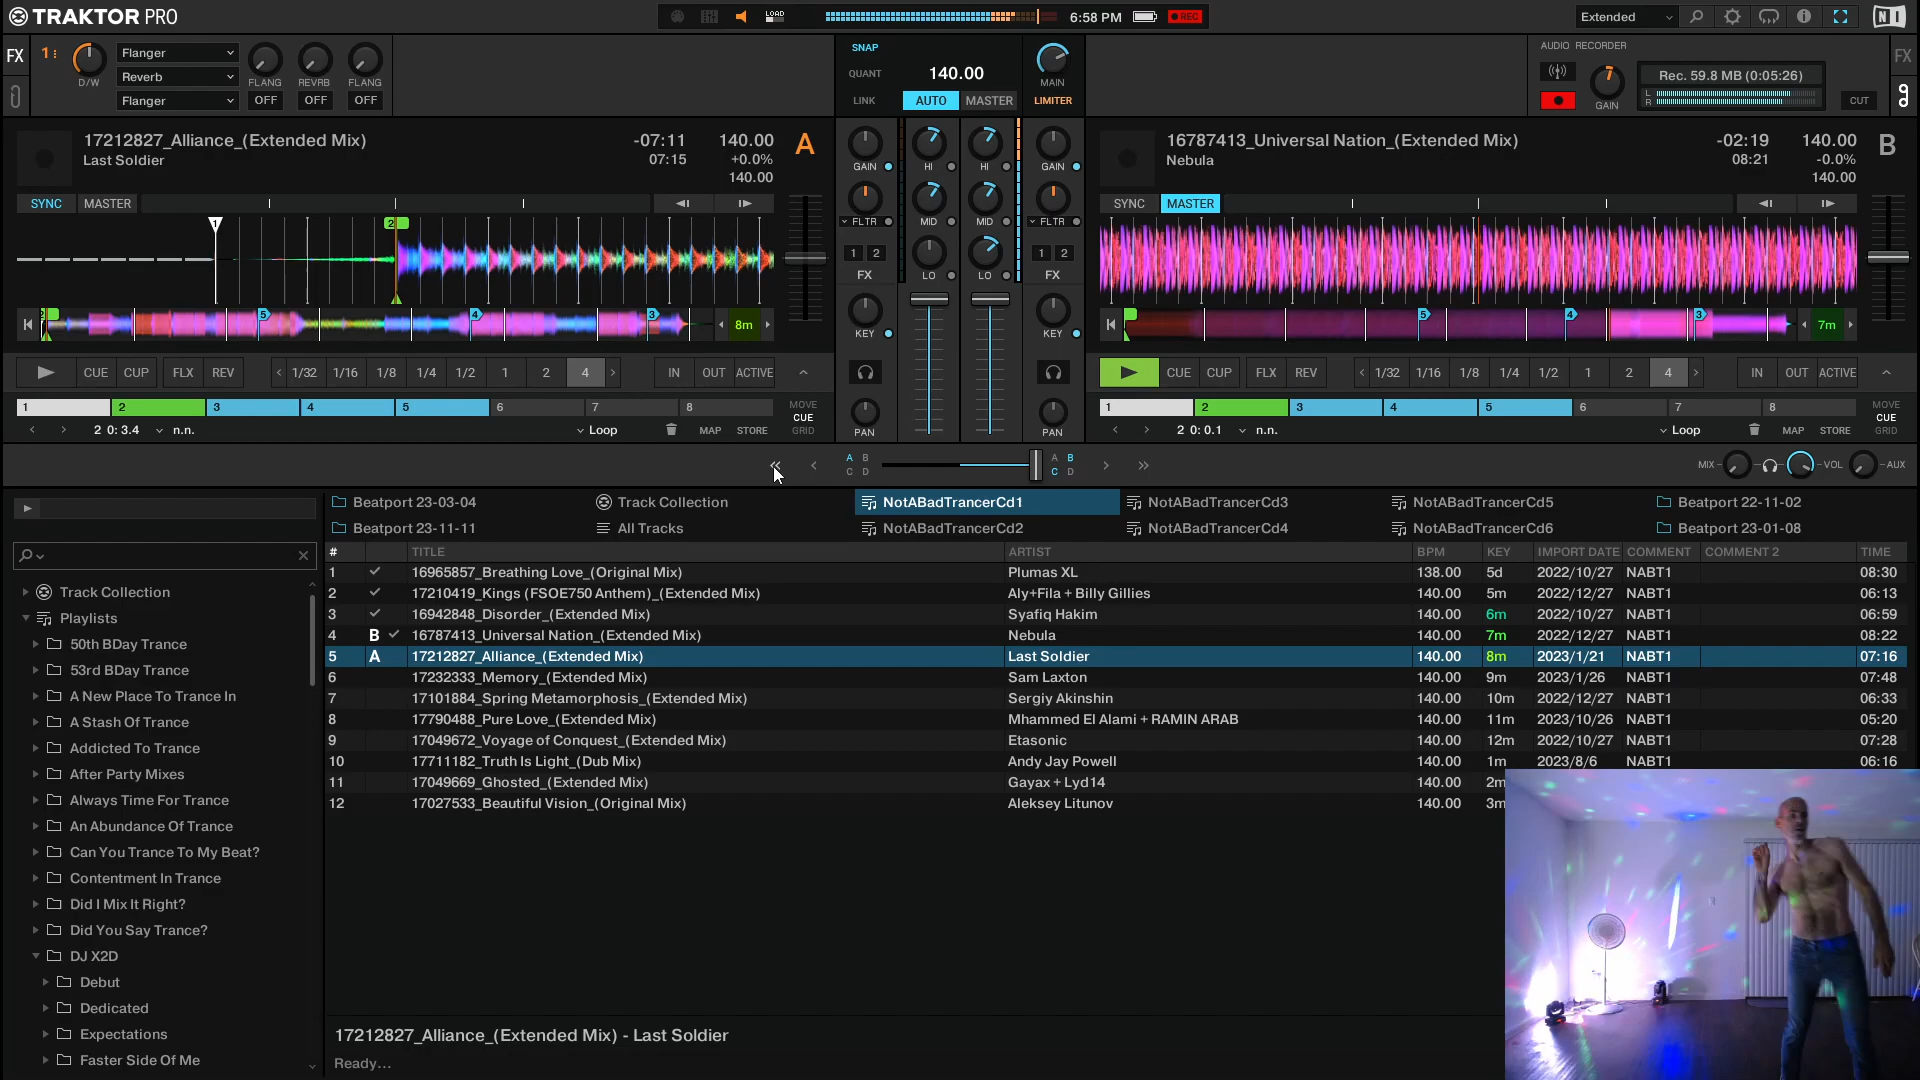 TRAKTOR PRO
LOAD
6:58 PM
REC
Extended
FX
1
D/W
Flanger
Reverb
Flanger
FLANG
REVRB
FLANG
OFF
OFF
OFF
SNAP
QUANT
LINK
140.00
AUTO
MASTER
MAIN
LIMITER
AUDIO RECORDER
GAIN
Rec. 59.8 MB (0:05:26)
L
R
CUT
FX
17212827_Alliance_(Extended Mix)
Last Soldier
-07:11
07:15
140.00
+0.0%
140.00
A
SYNC
MASTER
1
2
5
4
3
8m
CUE
CUP
FLX
REV
1/32
1/16
1/8
1/4
1/2
1
2
4
IN
OUT
ACTIVE
1
2
3
4
5
6
7
8
MOVE
CUE
GRID
2 0: 3.4
n.n.
Loop
MAP
STORE
GAIN
HI
HI
GAIN
FLTR
MID
MID
FLTR
1 2
FX
LO
LO
1 2
FX
KEY
KEY
PAN
PAN
16787413_Universal Nation_(Extended Mix)
Nebula
-02:19
08:21
140.00
-0.0%
140.00
B
SYNC
MASTER
5
4
3
7m
CUE
CUP
FLX
REV
1/32
1/16
1/8
1/4
1/2
1
2
4
IN
OUT
ACTIVE
1
2
3
4
5
6
7
8
MOVE
CUE
GRID
2 0: 0.1
n.n.
Loop
MAP
STORE
A B
C D
A B
C D
MIX
VOL
AUX
Beatport 23-03-04
Track Collection
NotABadTrancerCd1
NotABadTrancerCd3
NotABadTrancerCd5
Beatport 22-11-02
Beatport 23-11-11
All Tracks
NotABadTrancerCd2
NotABadTrancerCd4
NotABadTrancerCd6
Beatport 23-01-08
Track Collection
Playlists
50th BDay Trance
53rd BDay Trance
A New Place To Trance In
A Stash Of Trance
Addicted To Trance
After Party Mixes
Always Time For Trance
An Abundance Of Trance
Can You Trance To My Beat?
Contentment In Trance
Did I Mix It Right?
Did You Say Trance?
DJ X2D
Debut
Dedicated
Expectations
Faster Side Of Me
# TITLE ARTIST BPM KEY IMPORT DATE COMMENT COMMENT 2 TIME
1 16965857_Breathing Love_(Original Mix) Plumas XL 138.00 5d 2022/10/27 NABT1 08:30
2 17210419_Kings (FSOE750 Anthem)_(Extended Mix) Aly+Fila + Billy Gillies 140.00 5m 2022/12/27 NABT1 06:13
3 16942848_Disorder_(Extended Mix) Syafiq Hakim 140.00 6m 2022/10/27 NABT1 06:59
4 B 16787413_Universal Nation_(Extended Mix) Nebula 140.00 7m 2022/12/27 NABT1 08:22
5 A 17212827_Alliance_(Extended Mix) Last Soldier 140.00 8m 2023/1/21 NABT1 07:16
6 17232333_Memory_(Extended Mix) Sam Laxton 140.00 9m 2023/1/26 NABT1 07:48
7 17101884_Spring Metamorphosis_(Extended Mix) Sergiy Akinshin 140.00 10m 2022/12/27 NABT1 06:33
8 17790488_Pure Love_(Extended Mix) Mhammed El Alami + RAMIN ARAB 140.00 11m 2023/10/26 NABT1 05:20
9 17049672_Voyage of Conquest_(Extended Mix) Etasonic 140.00 12m 2022/10/27 NABT1 07:28
10 17711182_Truth Is Light_(Dub Mix) Andy Jay Powell 140.00 1m 2023/8/6 NABT1 06:16
11 17049669_Ghosted_(Extended Mix) Gayax + Lyd14 140.00 2m
12 17027533_Beautiful Vision_(Original Mix) Aleksey Litunov 140.00 3m
17212827_Alliance_(Extended Mix) - Last Soldier
Ready...